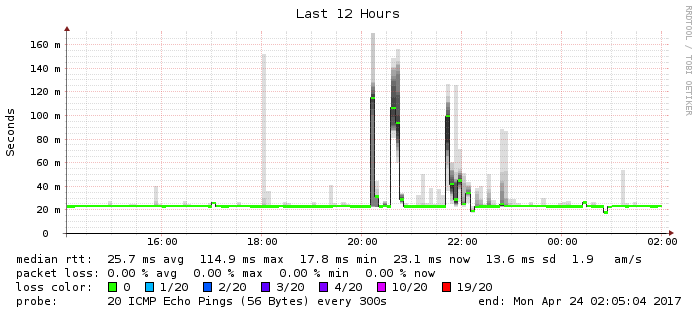 Last 12 Hours
RRDTOOL / TOBI OETIKER
Seconds
160 m
140 m
120 m
100 m
80 m
60 m
40 m
20 m
0
16:00 18:00 20:00 22:00 00:00 02:00
median rtt: 25.7 ms avg 114.9 ms max 17.8 ms min 23.1 ms now 13.6 ms sd 1.9 am/s
packet loss: 0.00 % avg 0.00 % max 0.00 % min 0.00 % now
loss color: 0 1/20 2/20 3/20 4/20 10/20 19/20
probe: 20 ICMP Echo Pings (56 Bytes) every 300s end: Mon Apr 24 02:05:04 2017